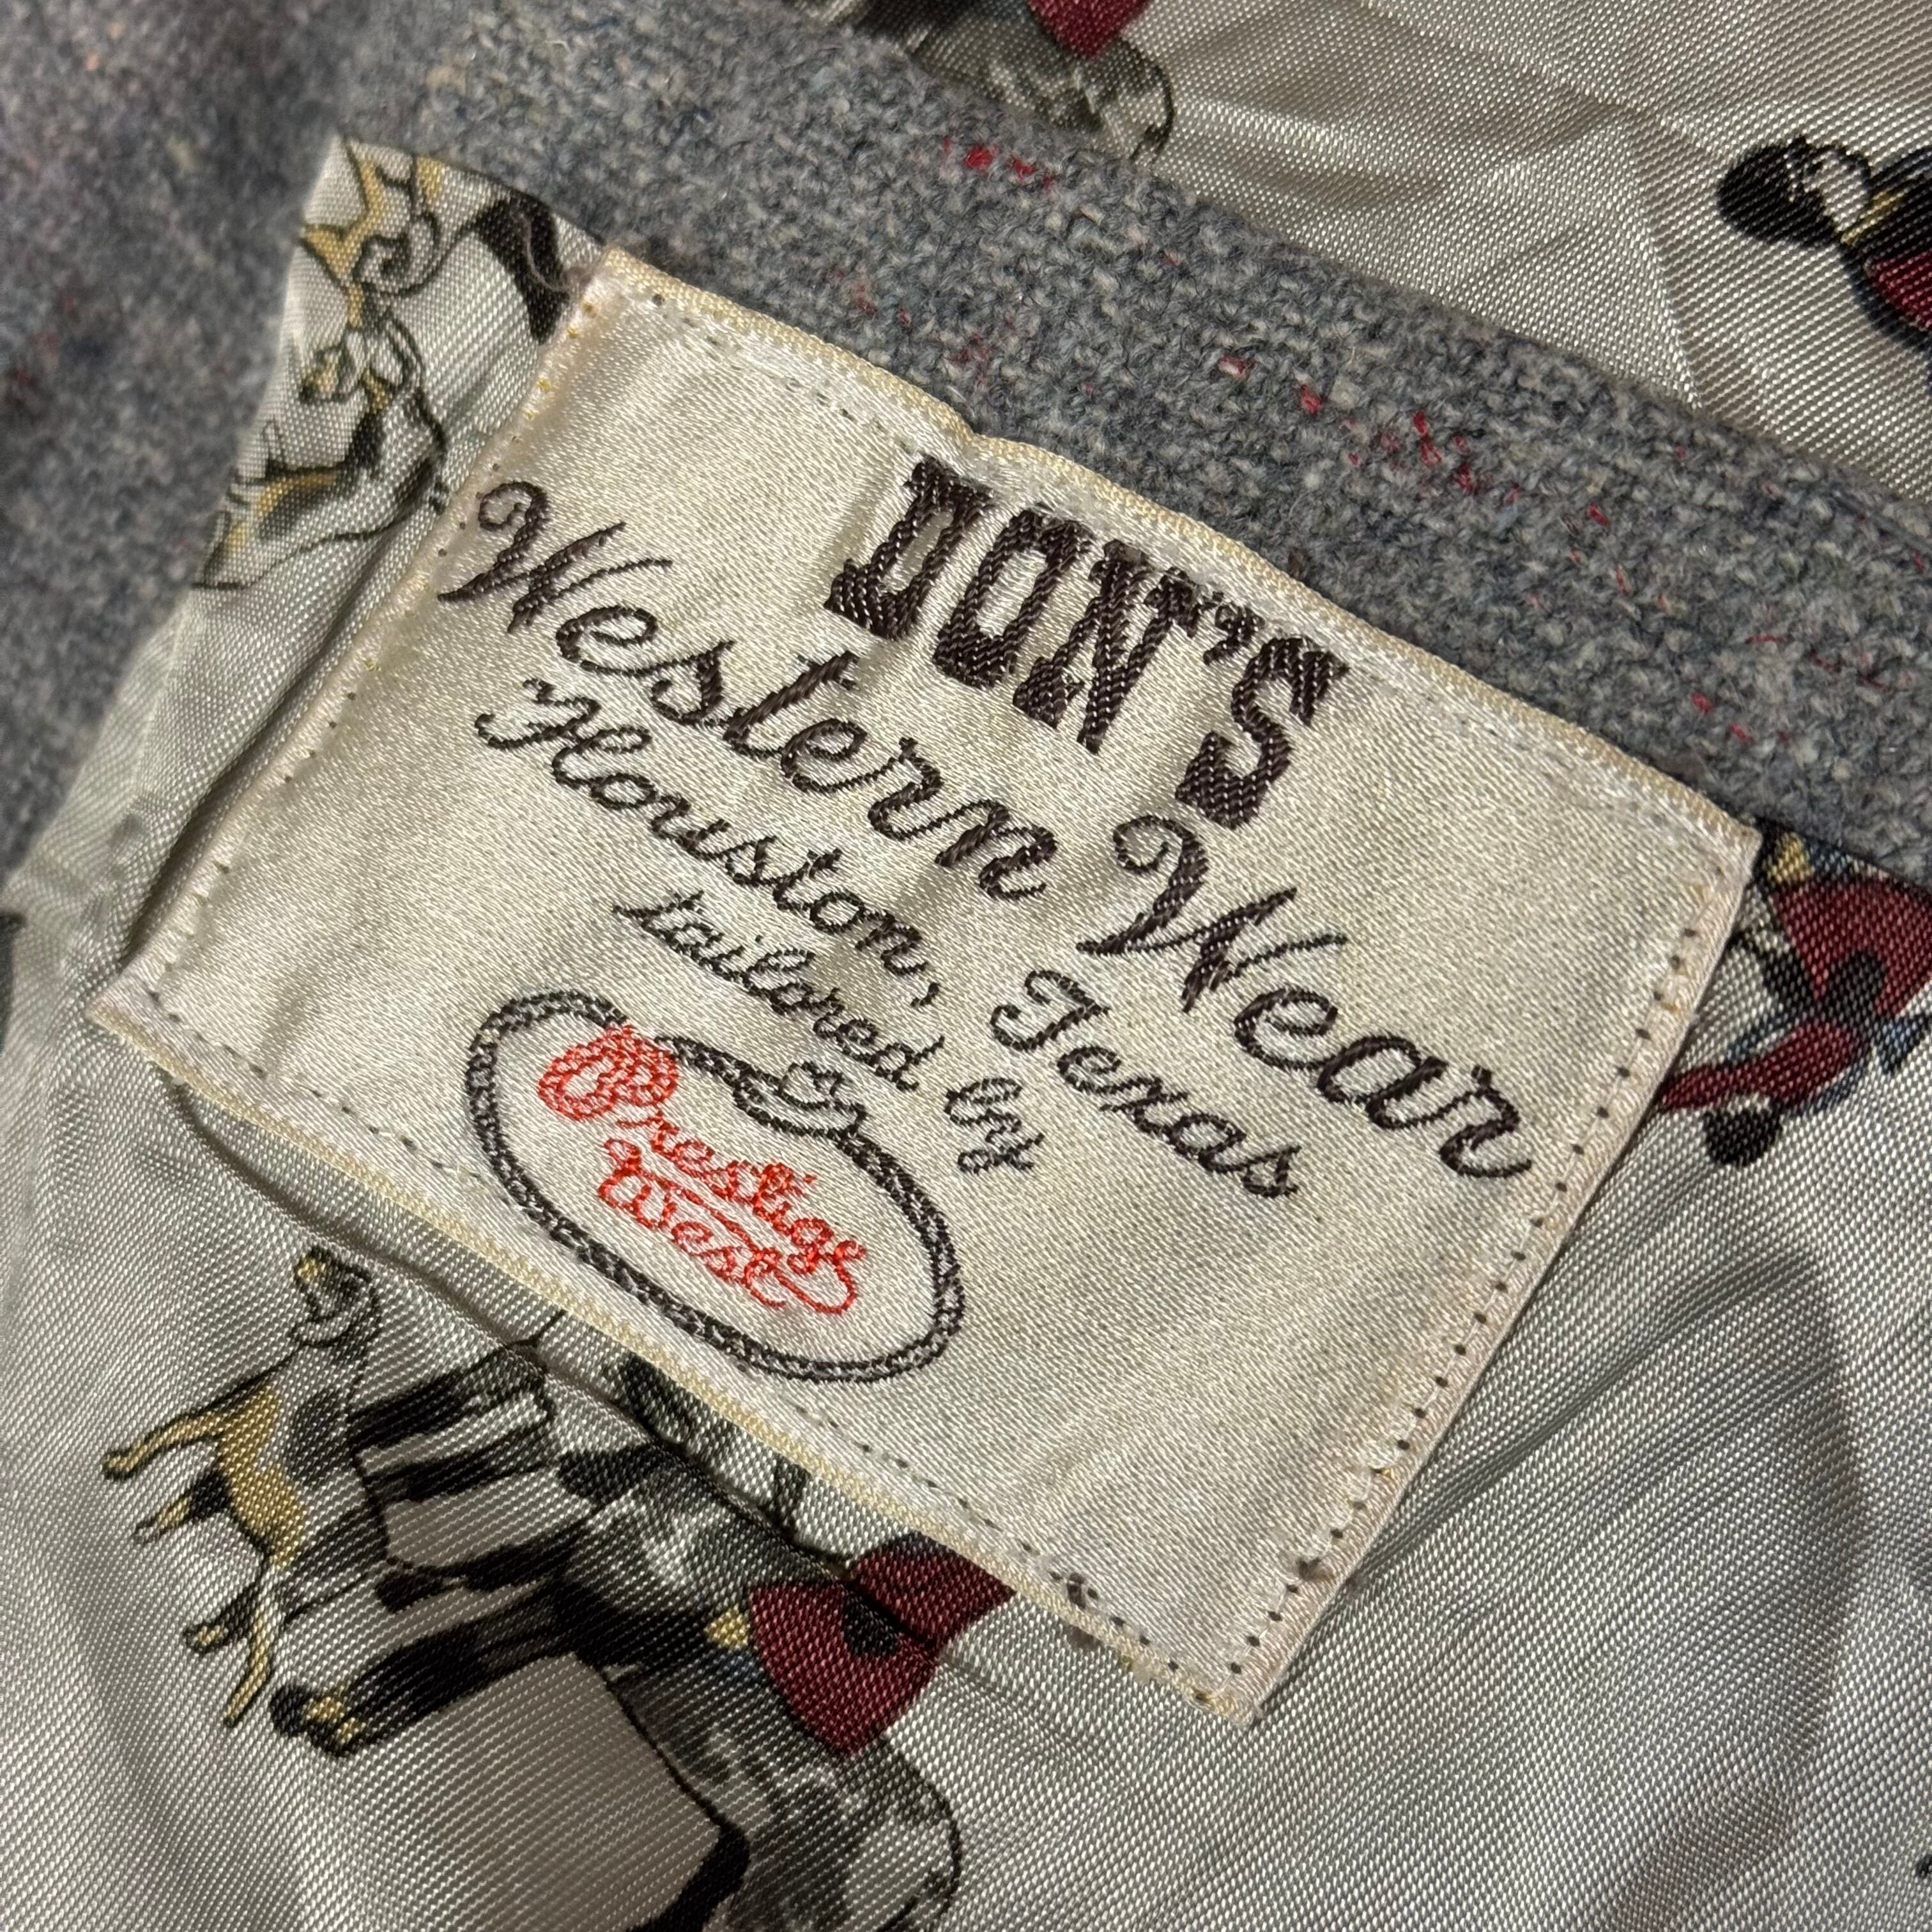 DON'S
Western Wear
Houston, Texas
tailored by
Prestige
West